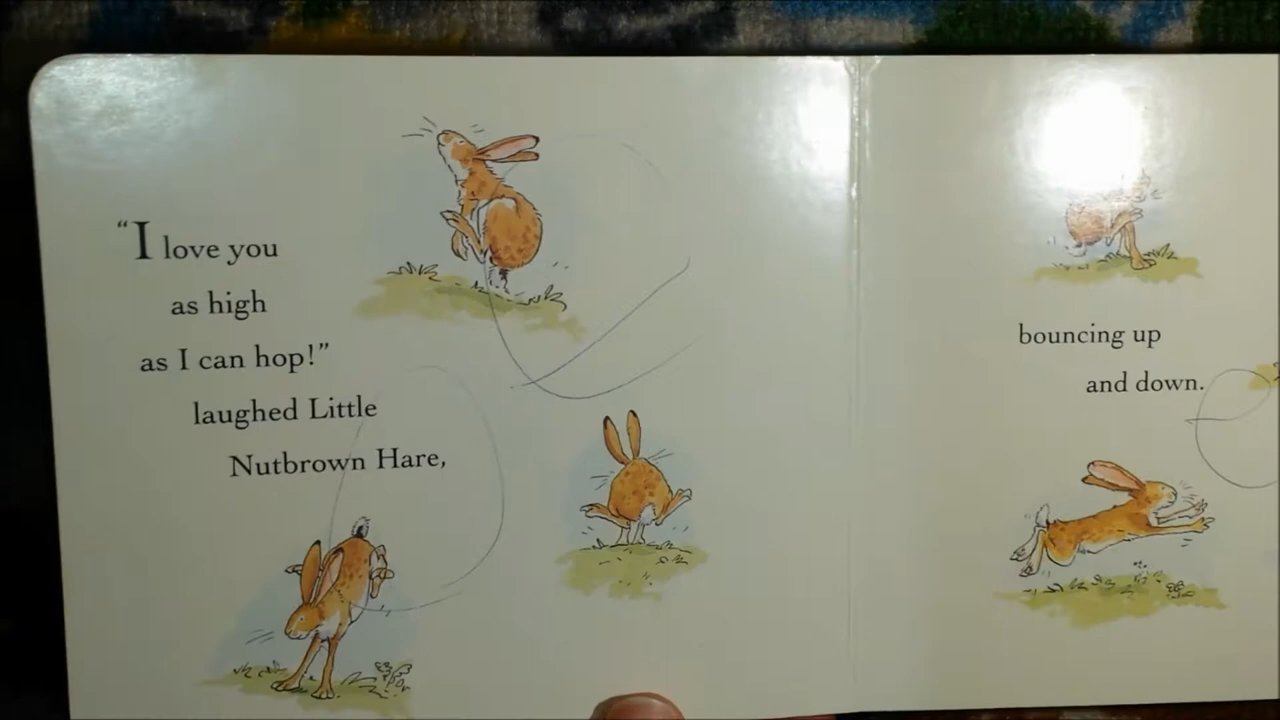 “I love you
as high
as I can hop!”
laughed Little
Nutbrown Hare,
bouncing up
and down.